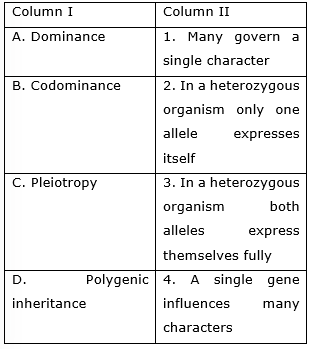 Column I
Column II
A. Dominance
1. Many govern a
single character
B. Codominance
2. In a heterozygous
organism only one
allele expresses
itself
C. Pleiotropy
3. In a heterozygous
organism both
alleles express
themselves fully
D. Polygenic
inheritance
4. A single gene
influences many
characters